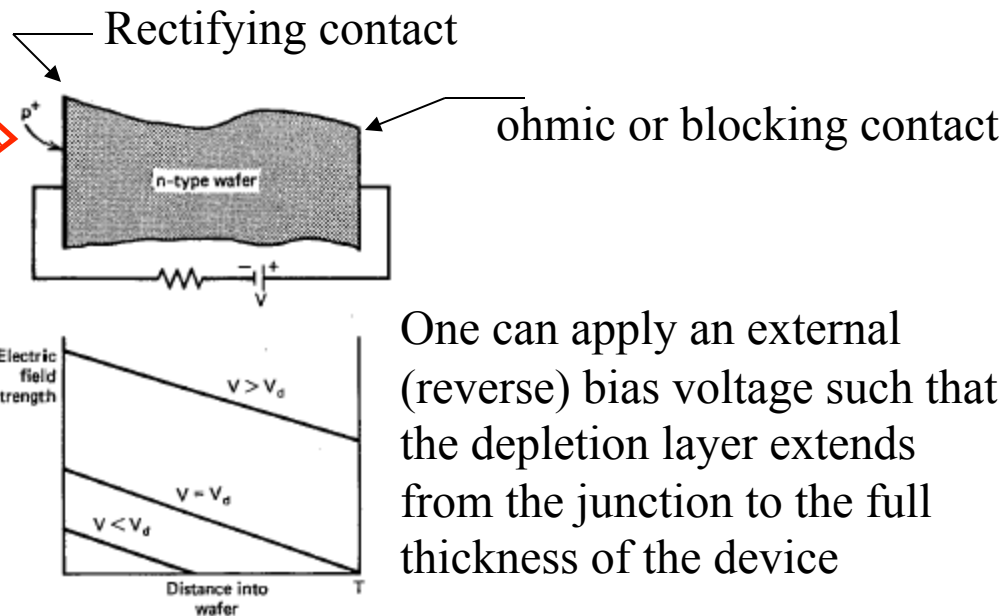 Rectifying contact
p+
ohmic or blocking contact
n-type wafer
− +
V
One can apply an external
(reverse) bias voltage such that
the depletion layer extends
from the junction to the full
thickness of the device
Electric
field
trength
V > Vd
V = Vd
V < Vd
Distance into
wafer
T